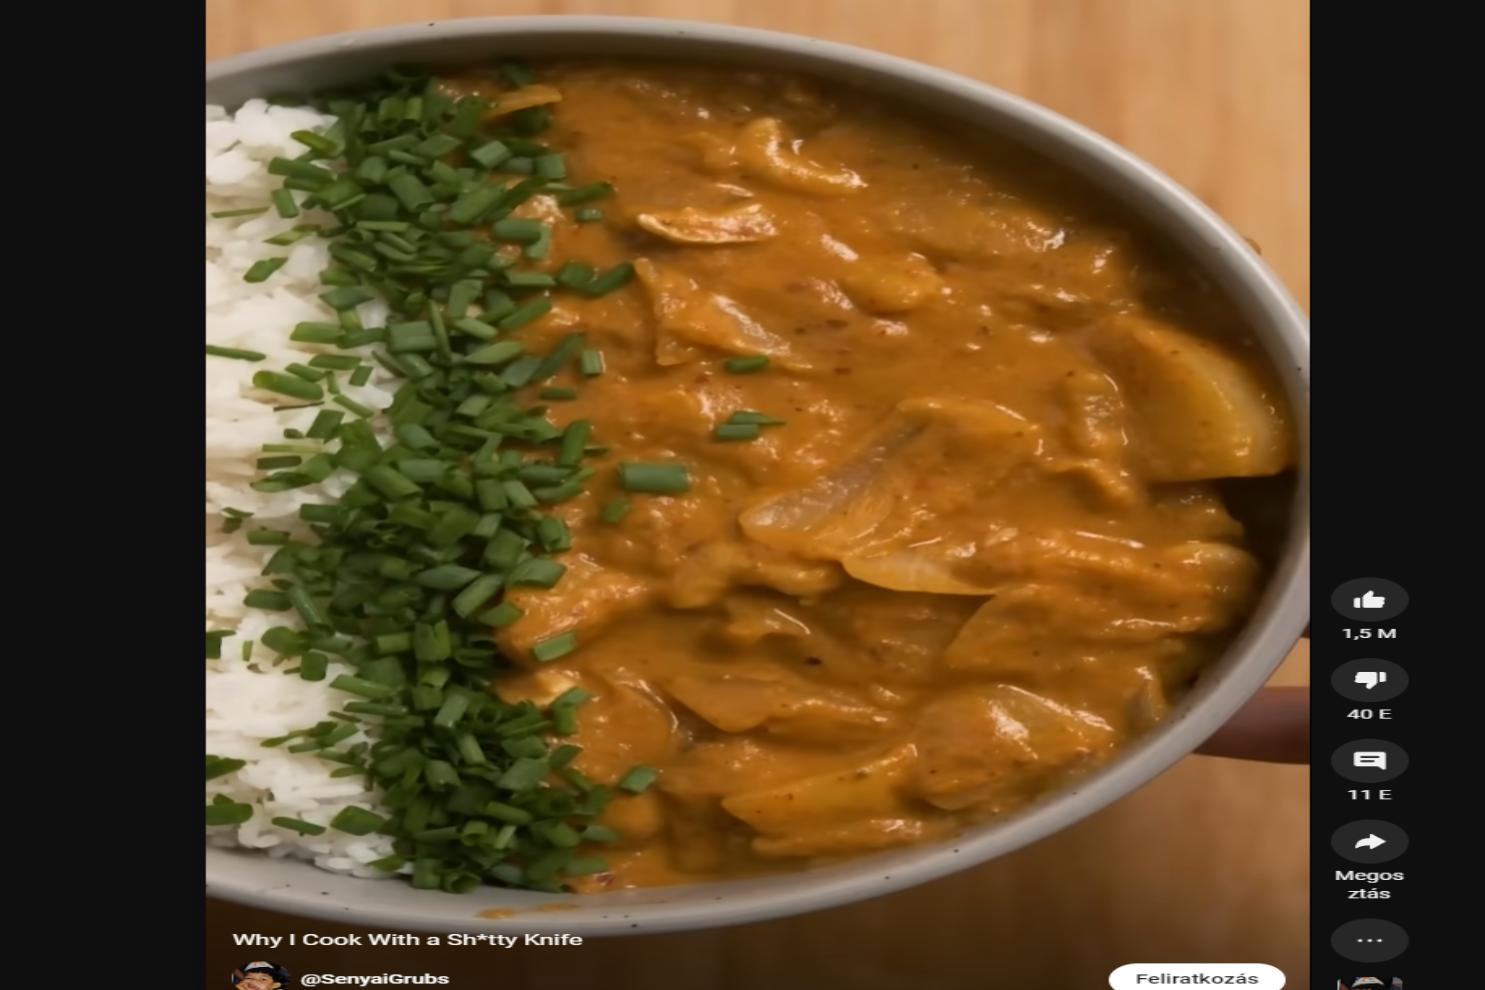 Why I Cook With a Sh*tty Knife
@SenyaiGrubs
Feliratkozás
1,5 M
40 E
11 E
Megos
ztás